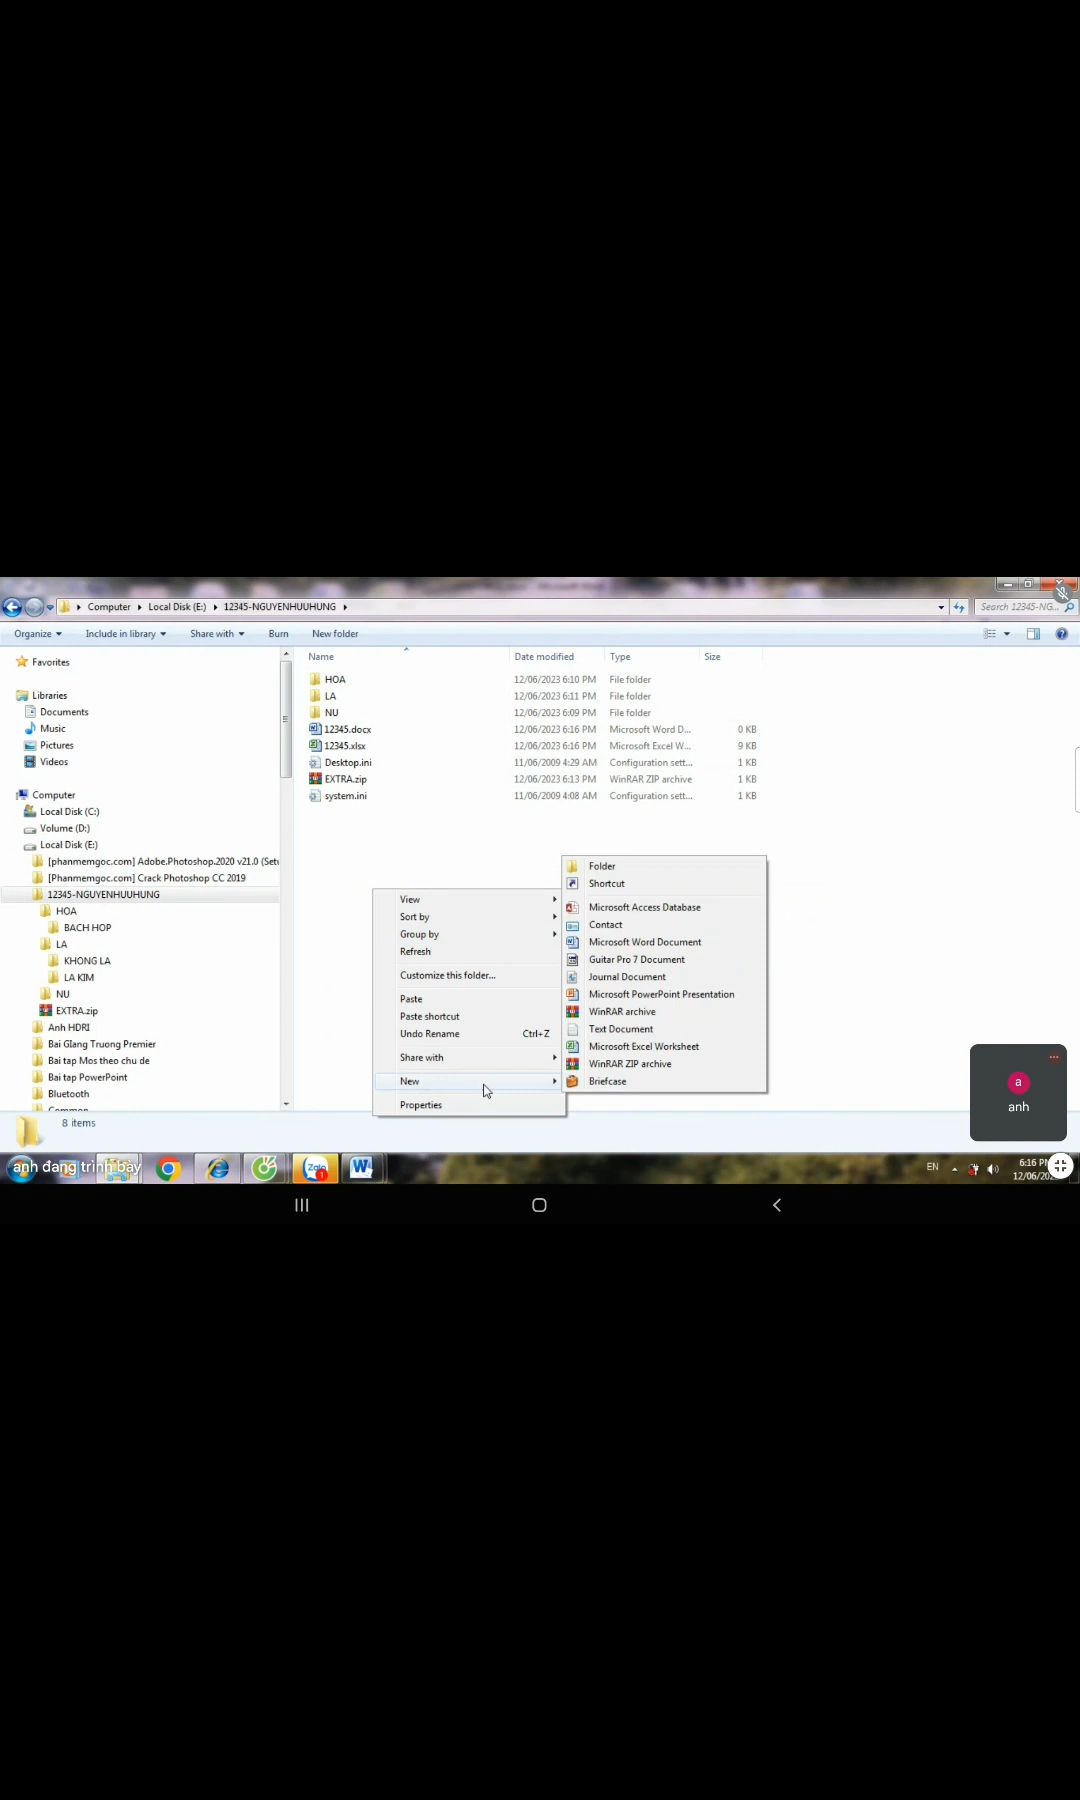 Computer ▸ Local Disk (E:) ▸ 12345-NGUYENHUUHUNG ▸
Search 12345-NG...
Organize
Include in library
Share with
Burn
New folder
Favorites
Libraries
Documents
Music
Pictures
Videos
Computer
Local Disk (C:)
Volume (D:)
Local Disk (E:)
[phanmemgoc.com] Adobe.Photoshop.2020 v21.0 (Setu
[Phanmemgoc.com] Crack Photoshop CC 2019
12345-NGUYENHUUHUNG
HOA
BACH HOP
LA
KHONG LA
LA KIM
NU
EXTRA.zip
Anh HDRI
Bai GIang Truong Premier
Bai tap Mos theo chu de
Bai tap PowerPoint
Bluetooth
Common
Name Date modified Type Size
HOA 12/06/2023 6:10 PM File folder
LA 12/06/2023 6:11 PM File folder
NU 12/06/2023 6:09 PM File folder
12345.docx 12/06/2023 6:16 PM Microsoft Word D... 0 KB
12345.xlsx 12/06/2023 6:16 PM Microsoft Excel W... 9 KB
Desktop.ini 11/06/2009 4:29 AM Configuration sett... 1 KB
EXTRA.zip 12/06/2023 6:13 PM WinRAR ZIP archive 1 KB
system.ini 11/06/2009 4:08 AM Configuration sett... 1 KB
View
Sort by
Group by
Refresh
Customize this folder...
Paste
Paste shortcut
Undo Rename Ctrl+Z
Share with
New
Properties
Folder
Shortcut
Microsoft Access Database
Contact
Microsoft Word Document
Guitar Pro 7 Document
Journal Document
Microsoft PowerPoint Presentation
WinRAR archive
Text Document
Microsoft Excel Worksheet
WinRAR ZIP archive
Briefcase
a
anh
8 items
anh đang trình bày
Zalo
1
EN
6:16 P
12/06/20